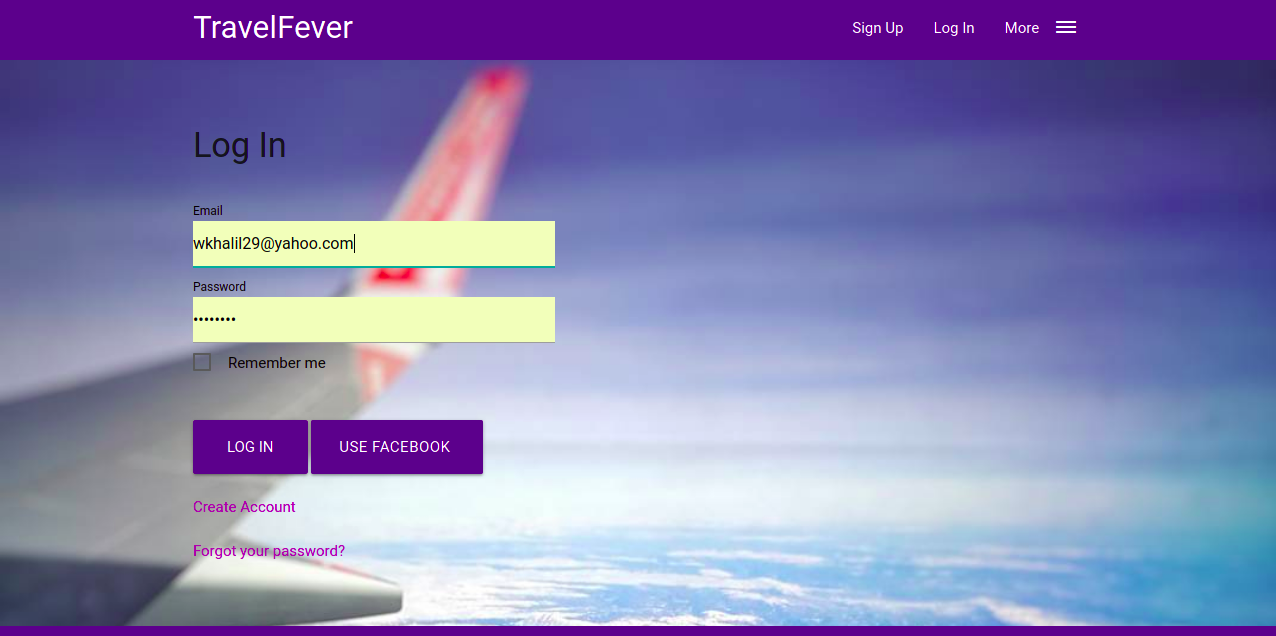 TravelFever
Sign Up Log In More
Log In
Email
wkhalil29@yahoo.com
Password
••••••••
Remember me
LOG IN USE FACEBOOK
Create Account
Forgot your password?